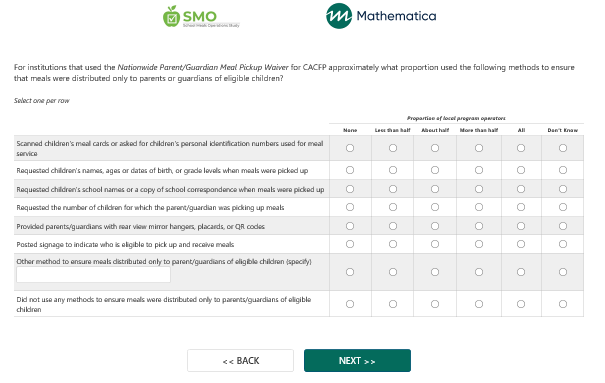 SMO
School Meals Operations Study
Mathematica
For institutions that used the Nationwide Parent/Guardian Meal Pickup Waiver for CACFP approximately what proportion used the following methods to ensure
that meals were distributed only to parents or guardians of eligible children?
Select one per row
Proportion of local program operators
None Less than half About half More than half All Don't Know
Scanned children's meal cards or asked for children's personal identification numbers used for meal
service
Requested children's names, ages or dates of birth, or grade levels when meals were picked up
Requested children's school names or a copy of school correspondence when meals were picked up
Requested the number of children for which the parent/guardian was picking up meals
Provided parents/guardians with rear view mirror hangers, placards, or QR codes
Posted signage to indicate who is eligible to pick up and receive meals
Other method to ensure meals distributed only to parent/guardians of eligible children (specify)
Did not use any methods to ensure meals were distributed only to parents/guardians of eligible
children
<< BACK
NEXT >>